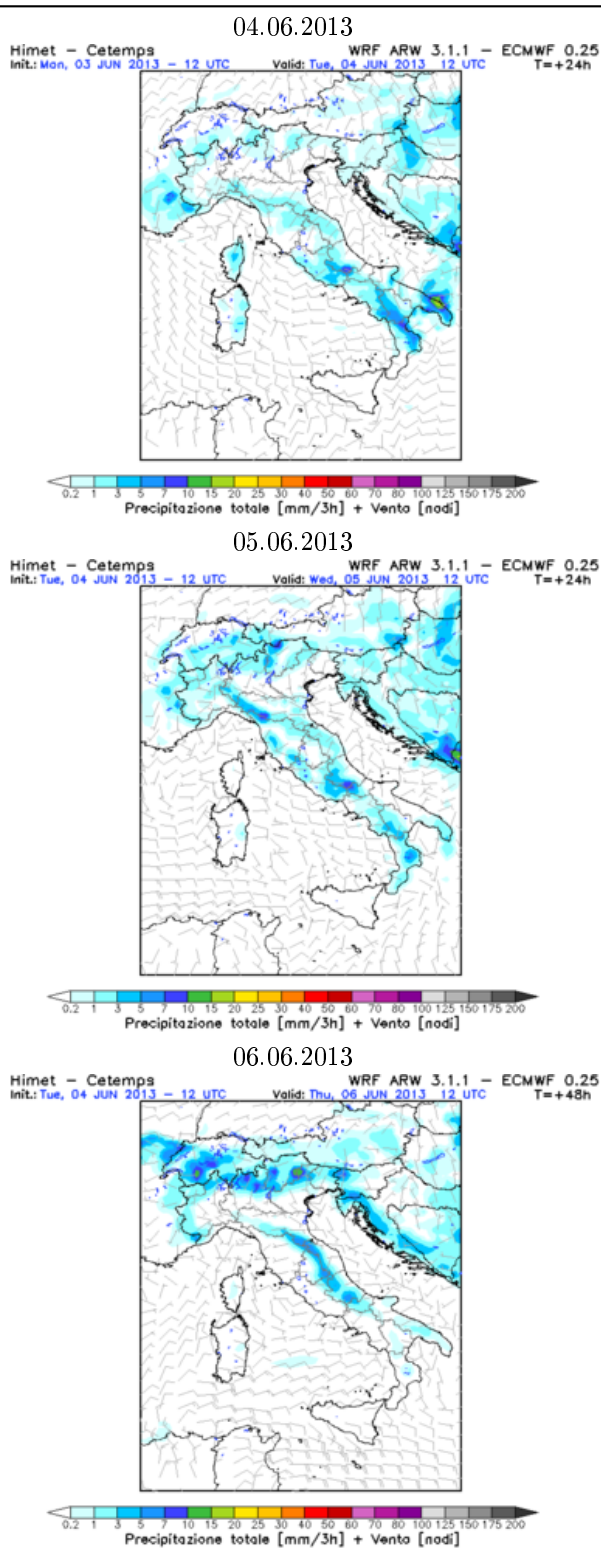 04.06.2013
Himet – Cetemps WRF ARW 3.1.1 – ECMWF 0.25
Init.: Mon, 03 JUN 2013 – 12 UTC Valid: Tue, 04 JUN 2013 12 UTC T=+24h
0.2 1 3 5 7 10 15 20 25 30 40 50 60 70 80 100 125 150 175 200
Precipitazione totale [mm/3h] + Vento [nodi]
05.06.2013
Himet – Cetemps WRF ARW 3.1.1 – ECMWF 0.25
Init.: Tue, 04 JUN 2013 – 12 UTC Valid: Wed, 05 JUN 2013 12 UTC T=+24h
0.2 1 3 5 7 10 15 20 25 30 40 50 60 70 80 100 125 150 175 200
Precipitazione totale [mm/3h] + Vento [nodi]
06.06.2013
Himet – Cetemps WRF ARW 3.1.1 – ECMWF 0.25
Init.: Tue, 04 JUN 2013 – 12 UTC Valid: Thu, 06 JUN 2013 12 UTC T=+48h
0.2 1 3 5 7 10 15 20 25 30 40 50 60 70 80 100 125 150 175 200
Precipitazione totale [mm/3h] + Vento [nodi]